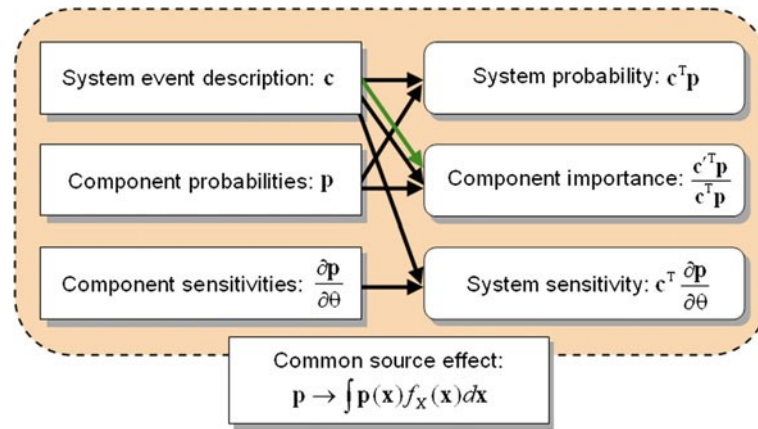 System event description: c
System probability: cᵀp
Component probabilities: p
Component importance: c′ᵀp / cᵀp
Component sensitivities: ∂p/∂θ
System sensitivity: cᵀ ∂p/∂θ
Common source effect:
p → ∫p(x)f_X(x)dx